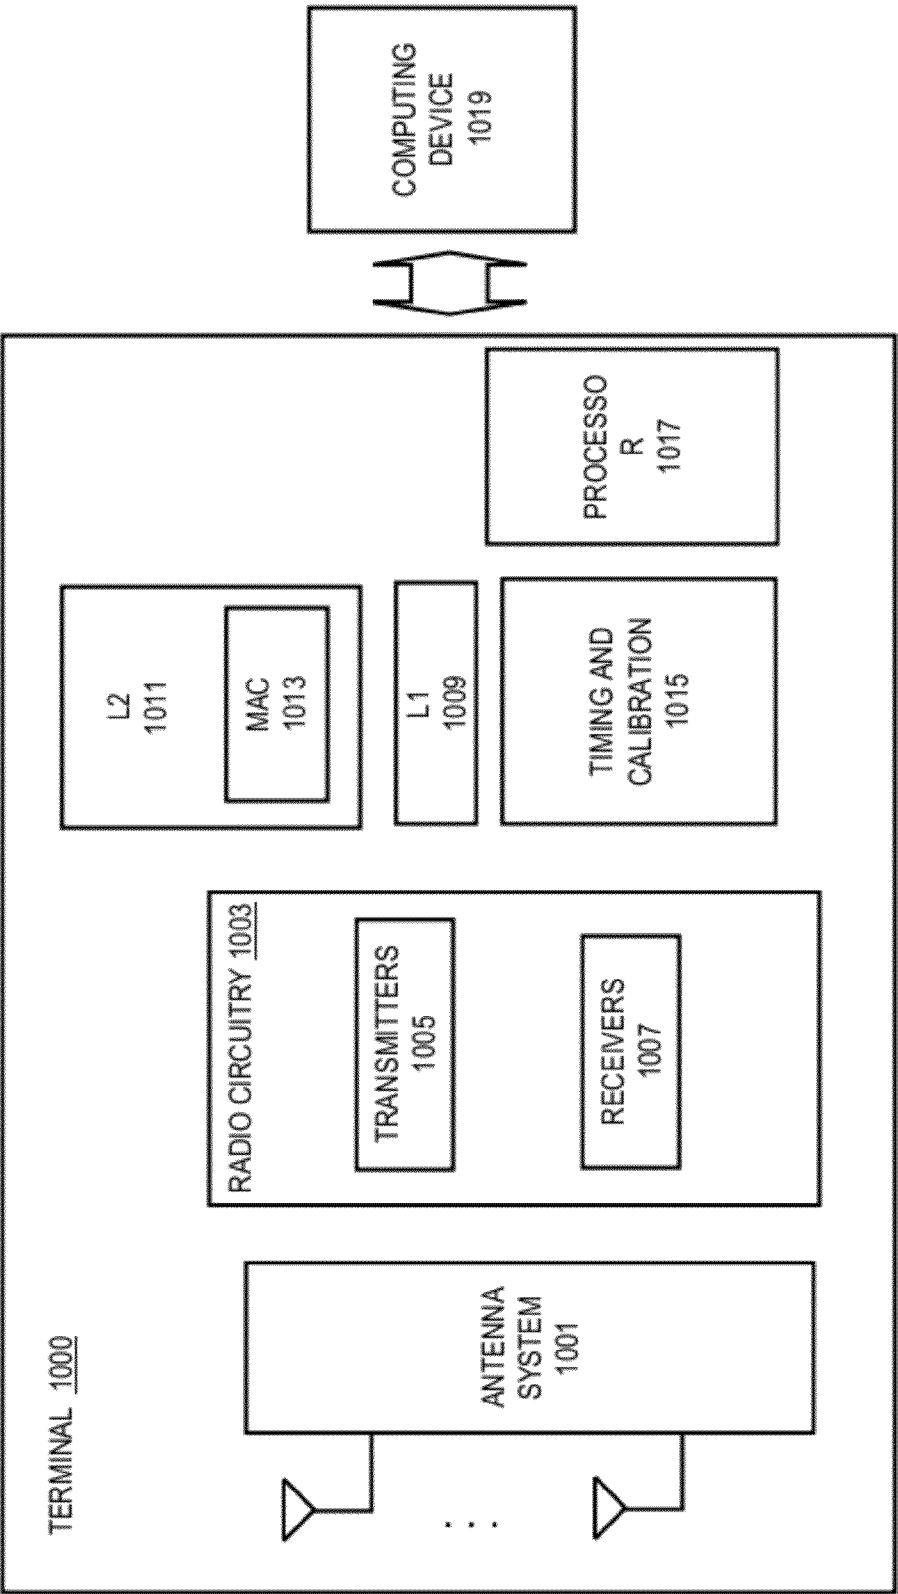 TERMINAL 1000
ANTENNA
SYSTEM
1001
. . .
RADIO CIRCUITRY 1003
TRANSMITTERS
1005
RECEIVERS
1007
L2
1011
MAC
1013
L1
1009
TIMING AND
CALIBRATION
1015
PROCESSO
R
1017
COMPUTING
DEVICE
1019